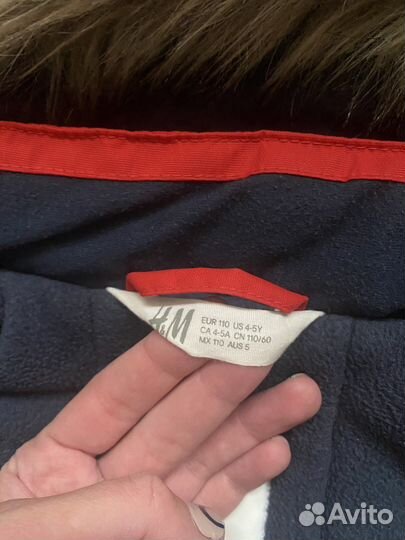 H&M
EUR 110 US 4-5Y
CA 4-5A CN 110/60
MX 110 AUS 5
Avito